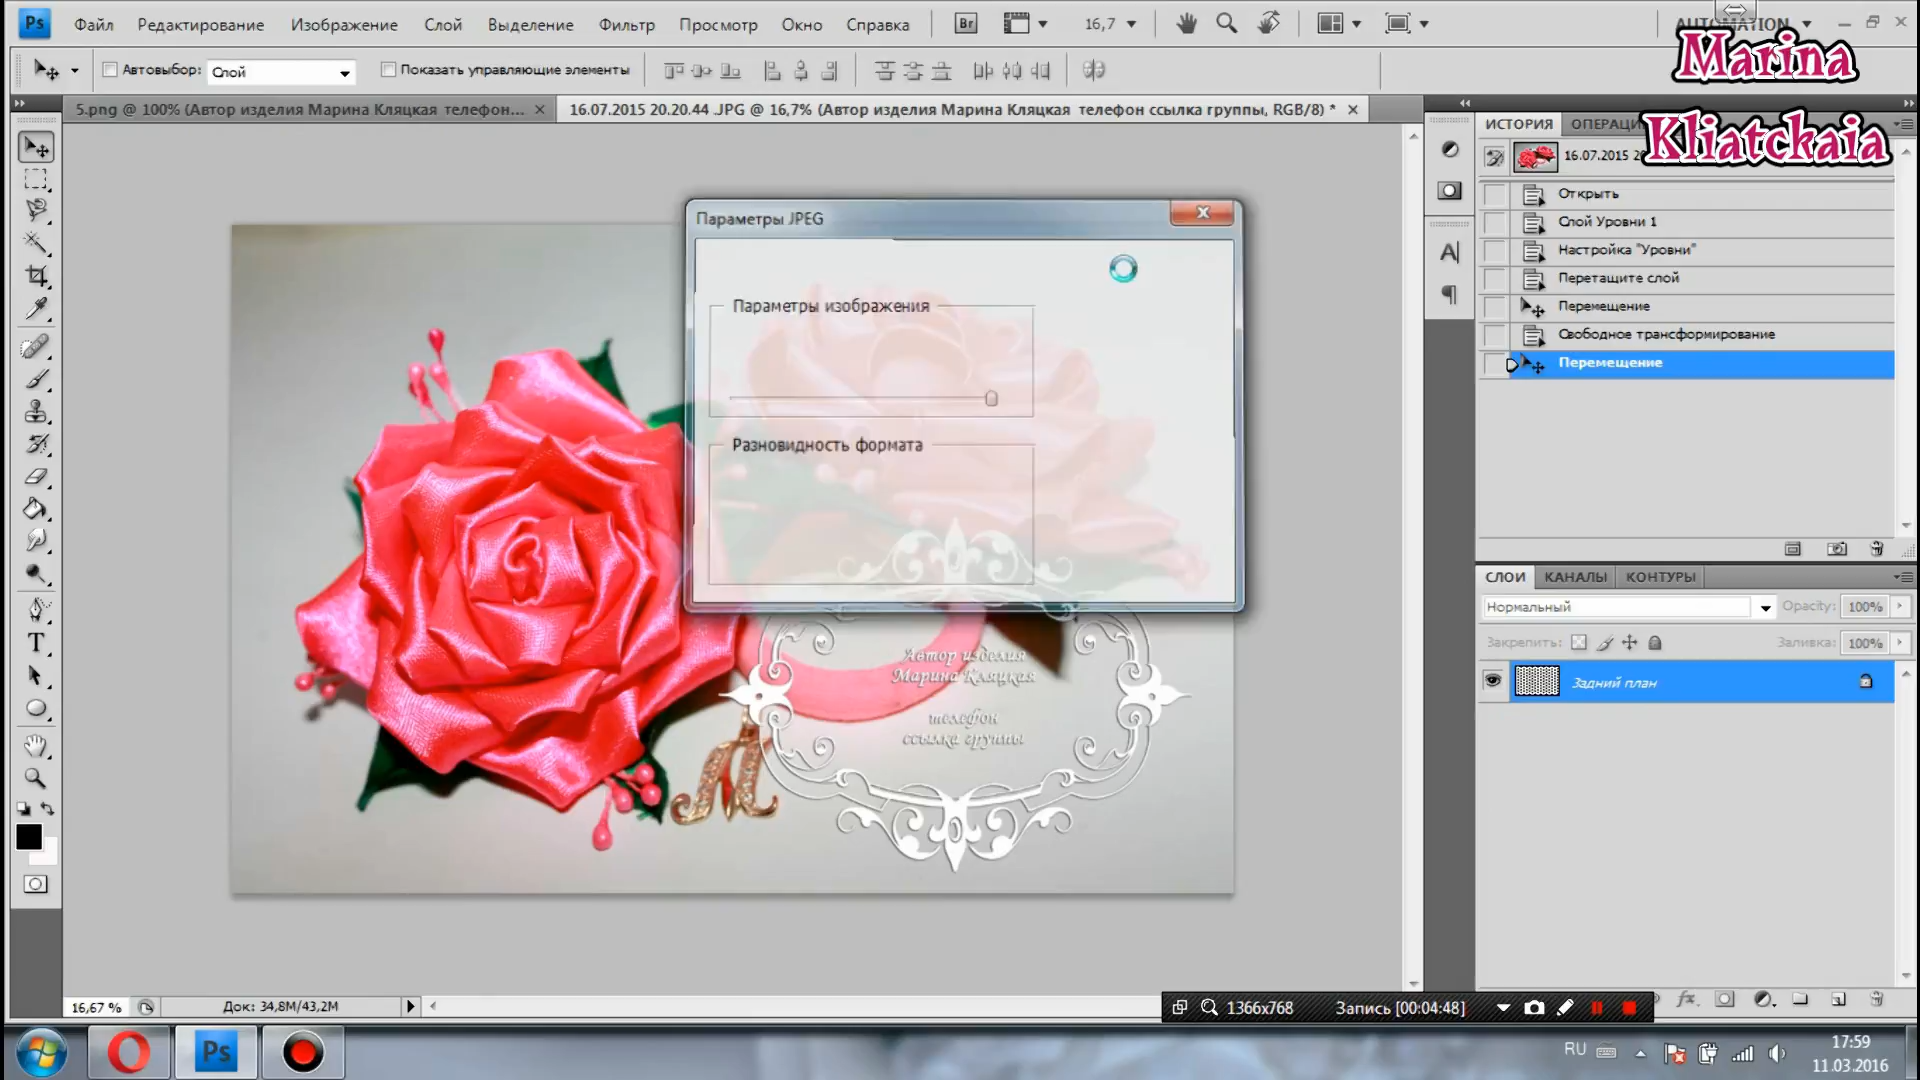 Ps Файл Редактирование Изображение Слой Выделение Фильтр Просмотр Окно Справка Br 16,7 AUTOMATION
Автовыбор: Слой Показать управляющие элементы
Marina
Kliatckaia
5.png @ 100% (Автор изделия Марина Кляцкая телефон... 16.07.2015 20.20.44 .JPG @ 16,7% (Автор изделия Марина Кляцкая телефон ссылка группы, RGB/8) *
ИСТОРИЯ ОПЕРАЦИ
16.07.2015 20
Открыть
Слой Уровни 1
Настройка "Уровни"
Перетащите слой
Перемещение
Свободное трансформирование
Перемещение
Параметры JPEG
Параметры изображения
Разновидность формата
Автор изделия
Марина Кляцкая
телефон
ссылка группы
СЛОИ КАНАЛЫ КОНТУРЫ
Нормальный Opacity: 100%
Закрепить: Заливка: 100%
Задний план
16,67 % Док: 34,8M/43,2M
1366x768 Запись [00:04:48]
Ps
RU
17:59
11.03.2016